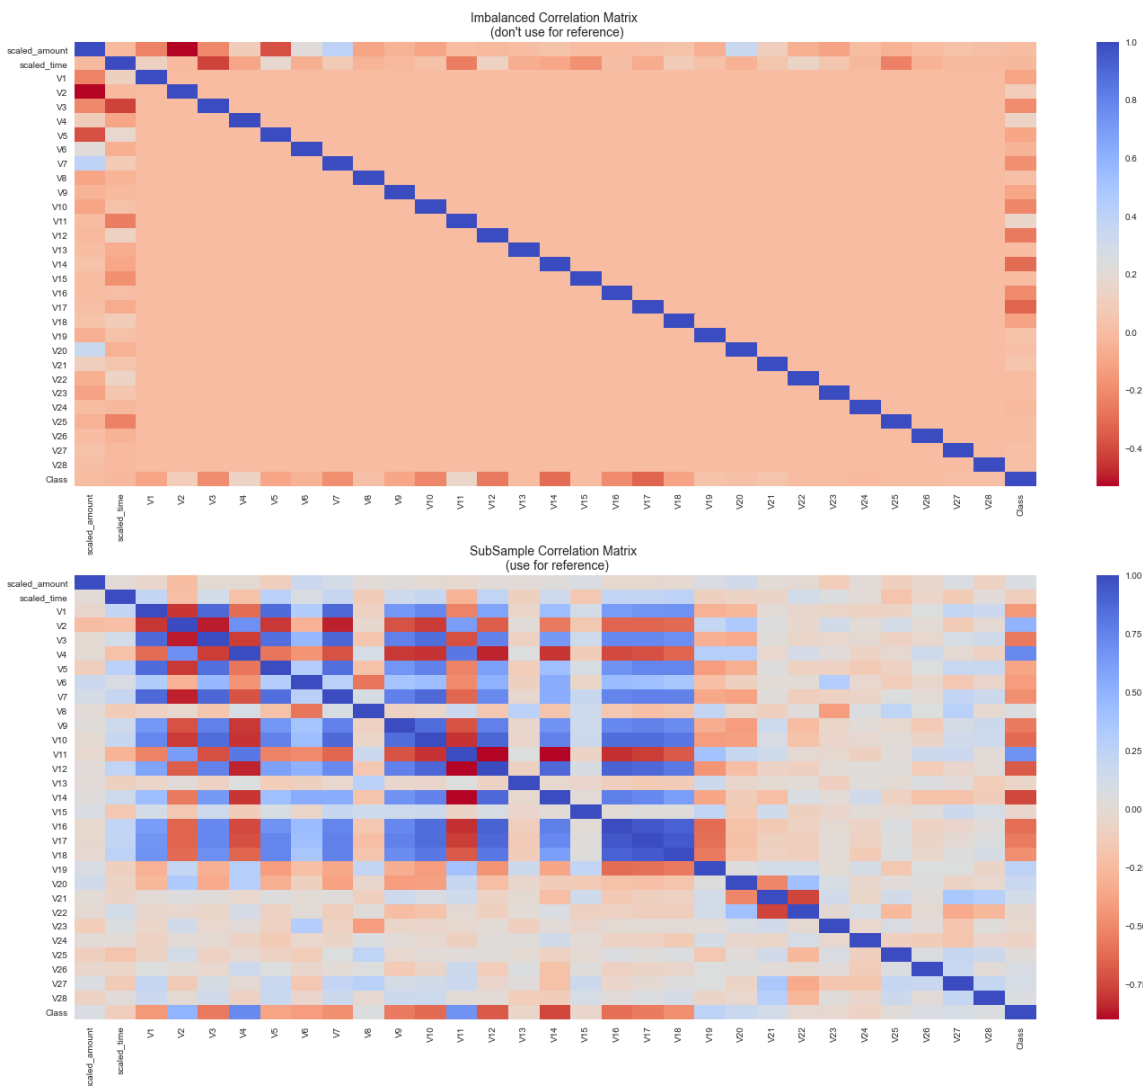 Imbalanced Correlation Matrix
(don't use for reference)
scaled_amount
scaled_time
V1
V2
V3
V4
V5
V6
V7
V8
V9
V10
V11
V12
V13
V14
V15
V16
V17
V18
V19
V20
V21
V22
V23
V24
V25
V26
V27
V28
Class
scaled_amount
scaled_time
V1
V2
V3
V4
V5
V6
V7
V8
V9
V10
V11
V12
V13
V14
V15
V16
V17
V18
V19
V20
V21
V22
V23
V24
V25
V26
V27
V28
Class
1.0
0.8
0.6
0.4
0.2
0.0
−0.2
−0.4
SubSample Correlation Matrix
(use for reference)
scaled_amount
scaled_time
V1
V2
V3
V4
V5
V6
V7
V8
V9
V10
V11
V12
V13
V14
V15
V16
V17
V18
V19
V20
V21
V22
V23
V24
V25
V26
V27
V28
Class
scaled_amount
scaled_time
V1
V2
V3
V4
V5
V6
V7
V8
V9
V10
V11
V12
V13
V14
V15
V16
V17
V18
V19
V20
V21
V22
V23
V24
V25
V26
V27
V28
Class
1.00
0.75
0.50
0.25
0.00
−0.25
−0.50
−0.75